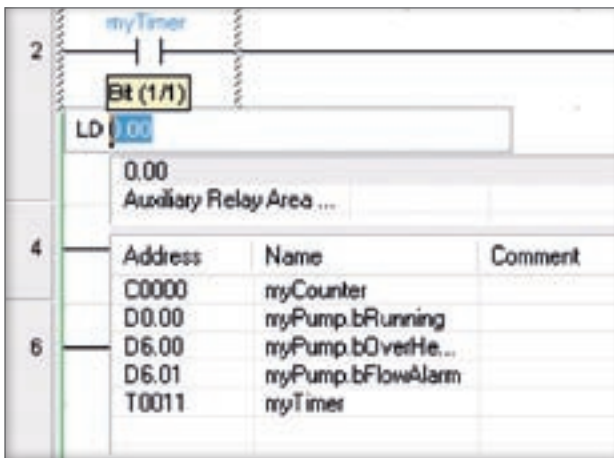 myTimer
2
Bit (1/1)
LD 0.00
0.00
Auxiliary Relay Area ...
4
Address Name Comment
C0000 myCounter
D0.00 myPump.bRunning
6
D6.00 myPump.bOverHe...
D6.01 myPump.bFlowAlarm
T0011 myTimer